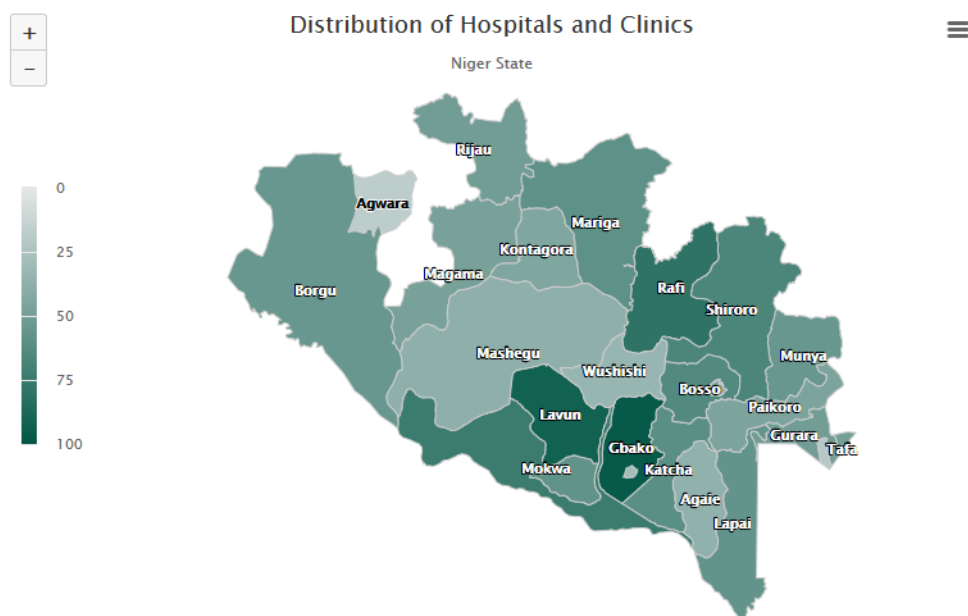 +
Distribution of Hospitals and Clinics
−
Niger State
Rijau
0
Agwara
Mariga
25
Kontagora
Magama
Borgu
Rafi
50
Shiroro
Mashegu
Munya
Wushishi
75
Bosso
Lavun
Paikoro
Gurara
100
Gbako
Tafa
Mokwa
Katcha
Agaie
Lapai